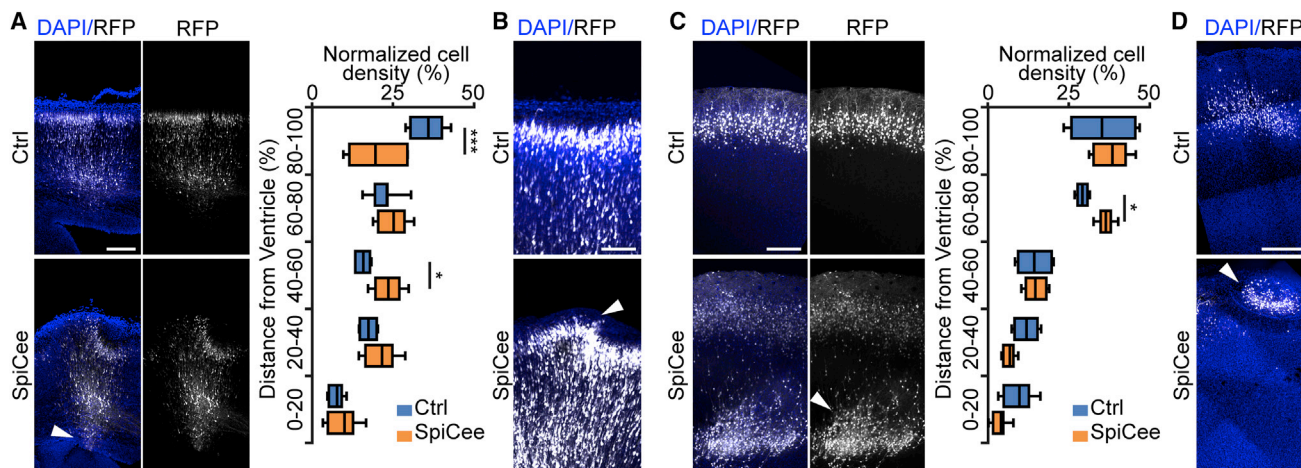 A
DAPI/RFP
RFP
Ctrl
SpiCee
Normalized cell
density (%)
0
25
50
Distance from Ventricle (%)
80-100
60-80
40-60
20-40
0-20
***
*
Ctrl
SpiCee
B
DAPI/RFP
Ctrl
SpiCee
C
DAPI/RFP
RFP
Ctrl
SpiCee
Normalized cell
density (%)
0
25
50
Distance from Ventricle (%)
80-100
60-80
40-60
20-40
0-20
*
Ctrl
SpiCee
D
DAPI/RFP
Ctrl
SpiCee